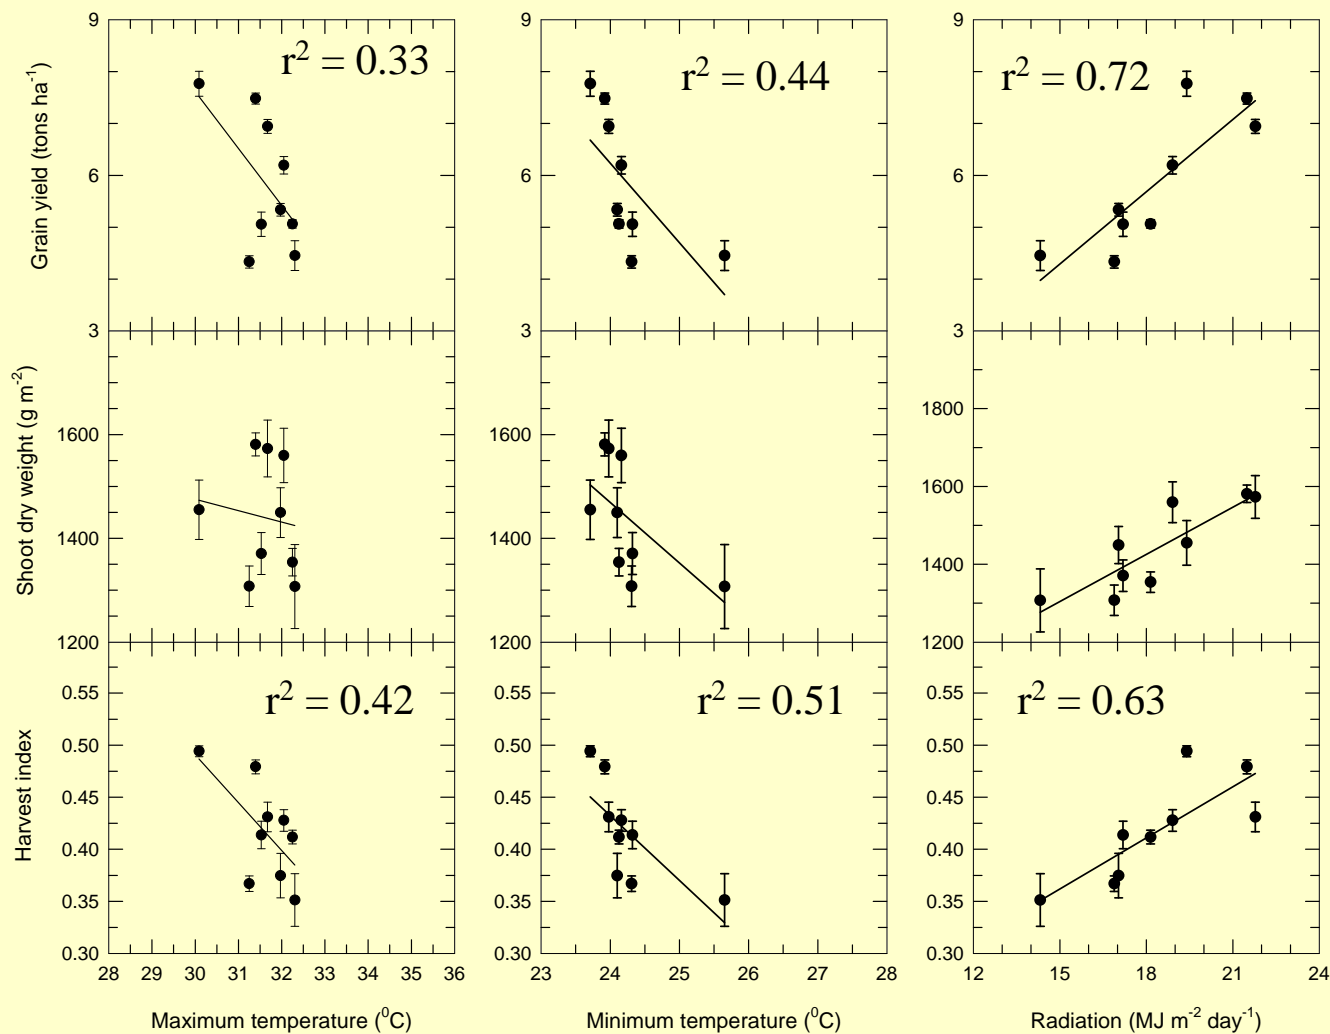 9
6
3
Grain yield (tons ha⁻¹)
r² = 0.33
r² = 0.44
9
6
3
r² = 0.72
9
6
3
Shoot dry weight (g m⁻²)
1600
1400
1200
1600
1400
1200
1800
1600
1400
1200
Harvest index
0.55
0.50
0.45
0.40
0.35
0.30
r² = 0.42
r² = 0.51
0.55
0.50
0.45
0.40
0.35
0.30
r² = 0.63
0.55
0.50
0.45
0.40
0.35
0.30
28 29 30 31 32 33 34 35 36
23 24 25 26 27 28
12 15 18 21 24
Maximum temperature (⁰C)
Minimum temperature (⁰C)
Radiation (MJ m⁻² day⁻¹)